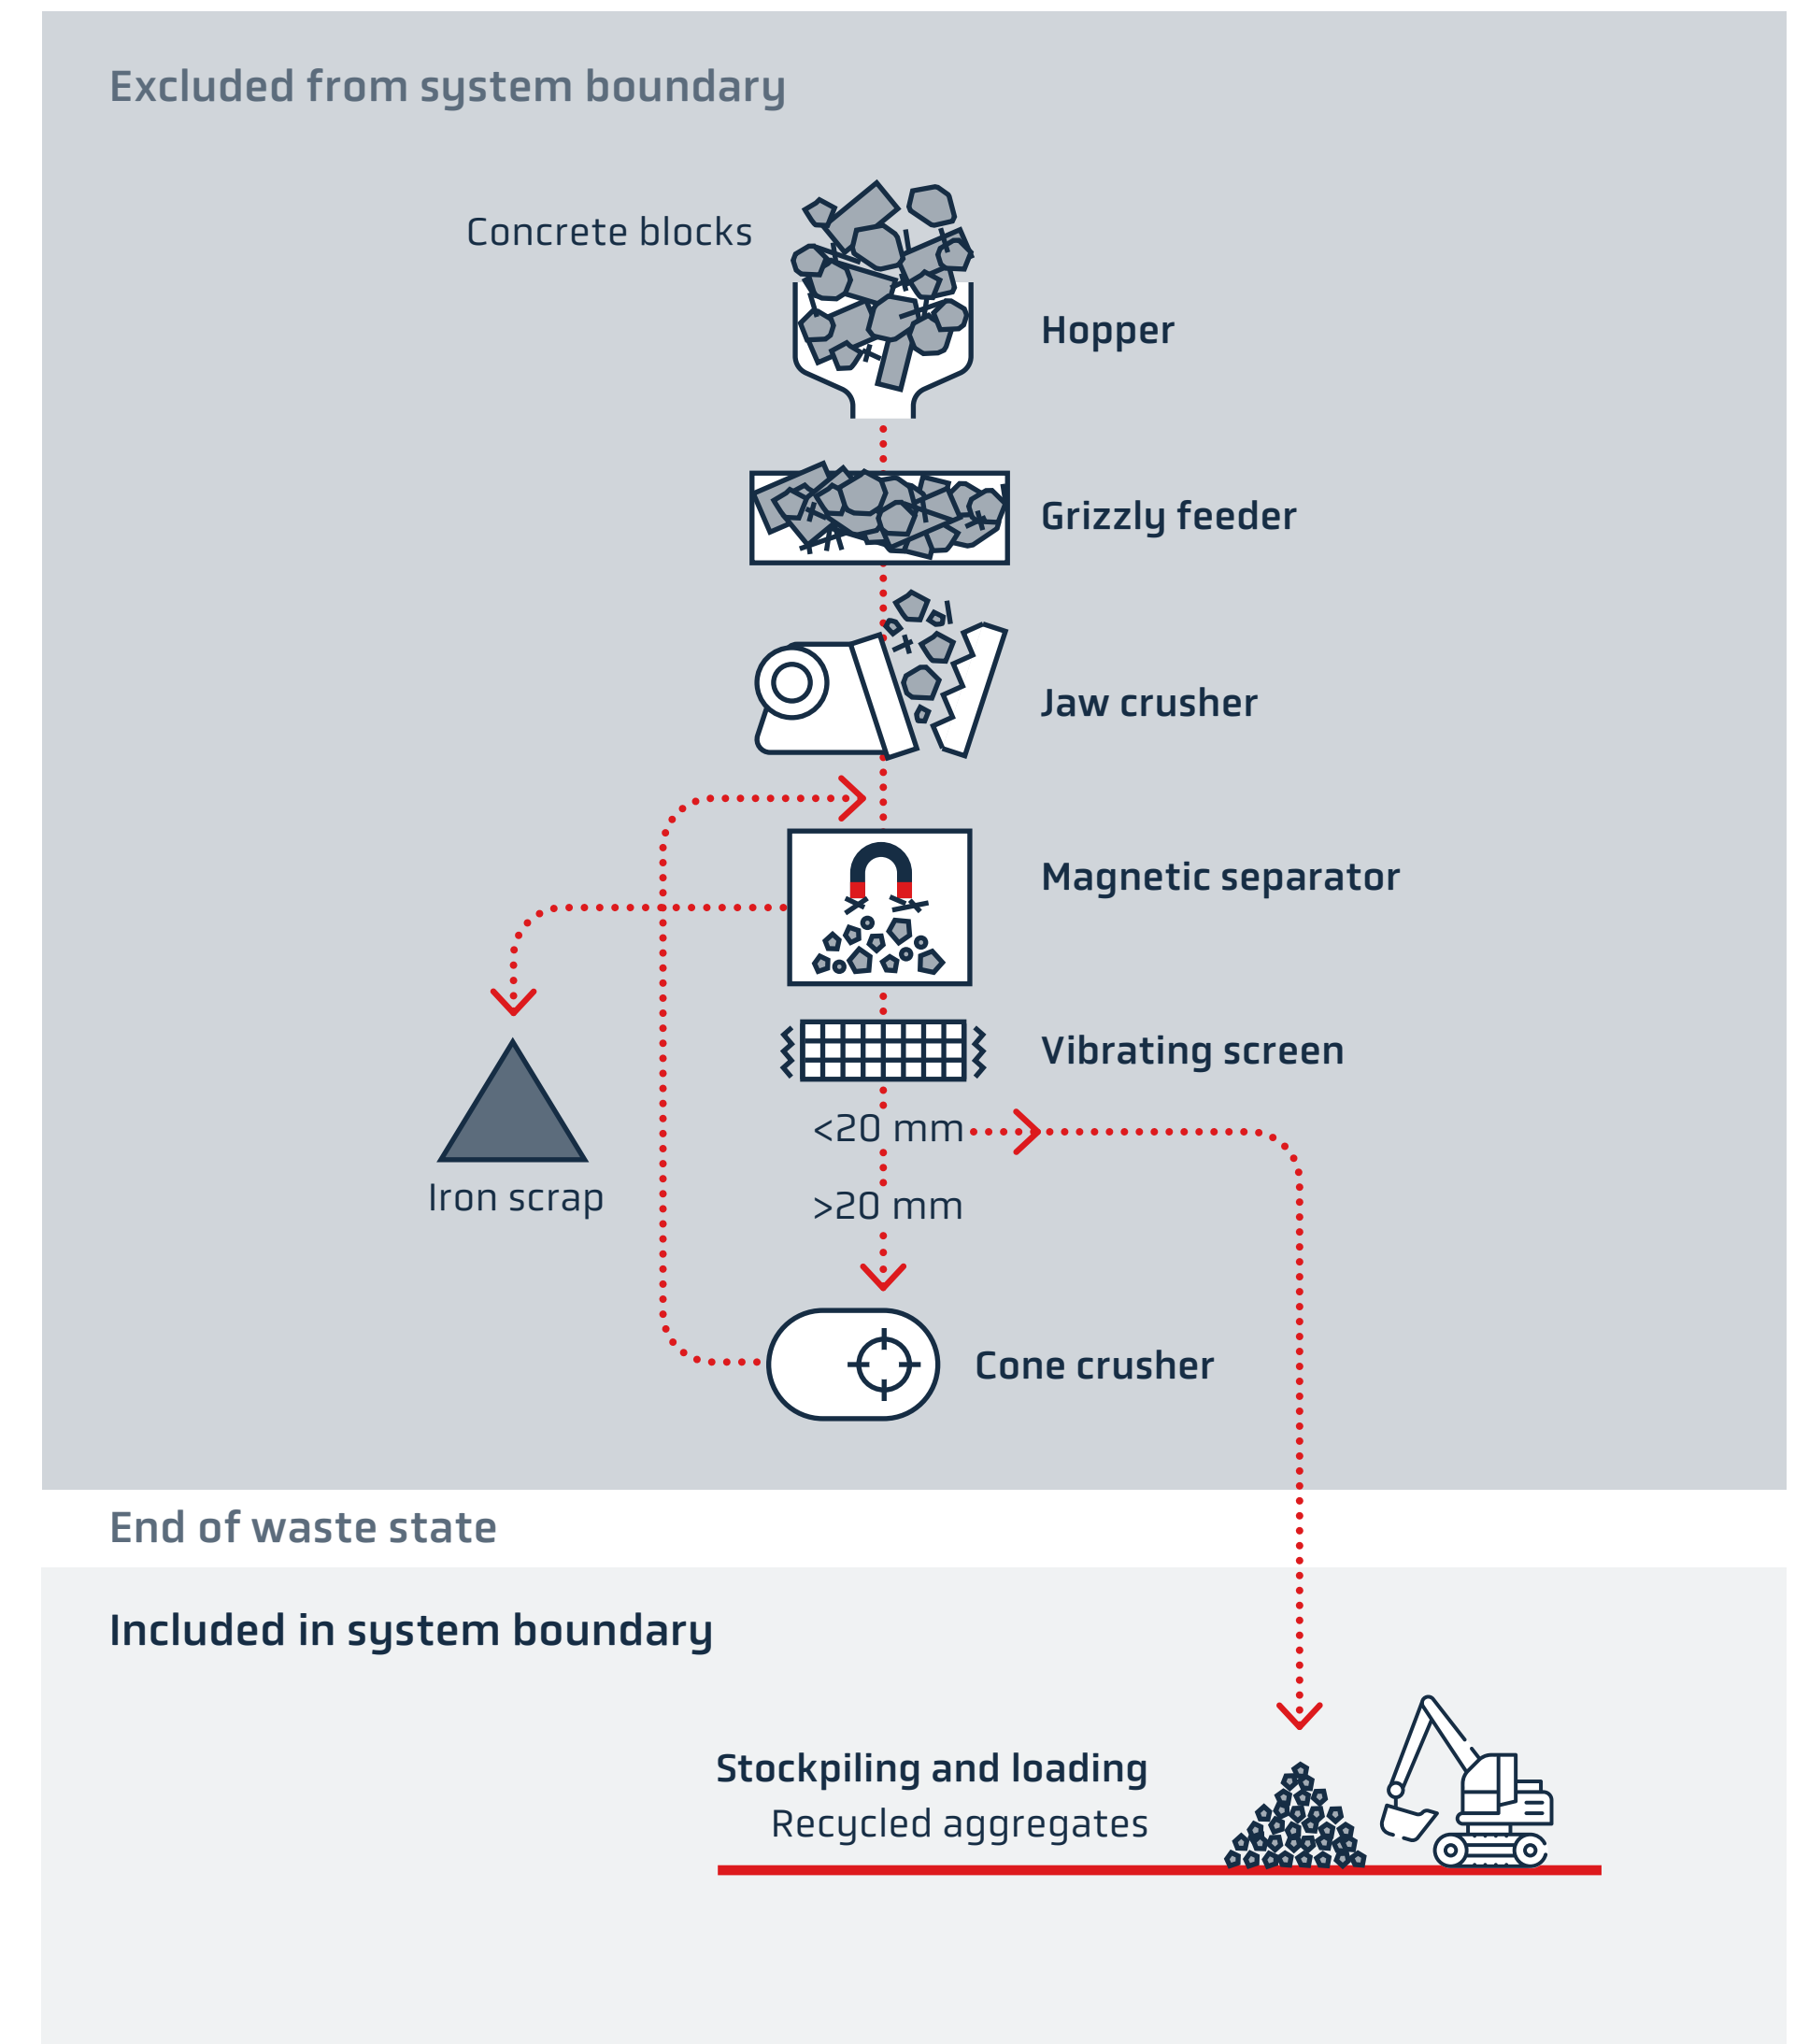 Excluded from system boundary
Concrete blocks
Hopper
Grizzly feeder
Jaw crusher
Magnetic separator
Vibrating screen
<20 mm
Iron scrap
>20 mm
Cone crusher
End of waste state
Included in system boundary
Stockpiling and loading
Recycled aggregates